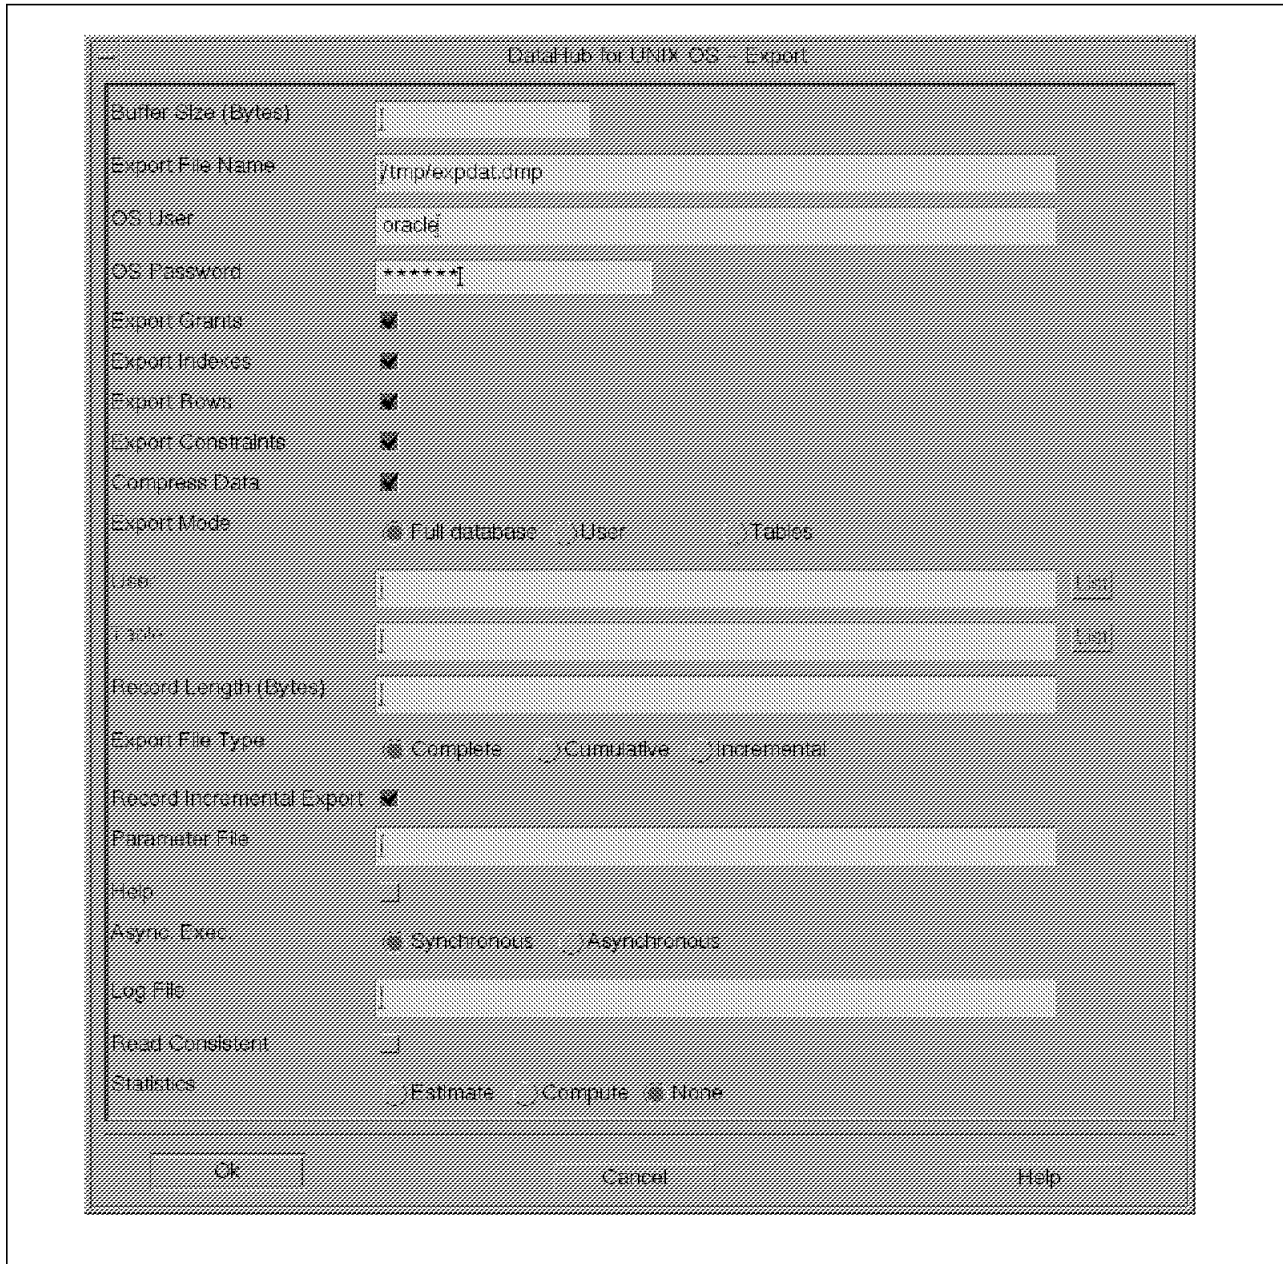 DataHub for UNIX OS - Export
Buffer Size (Bytes)
Export File Name /tmp/expdat.dmp
OS User oracle
OS Password ******
Export Grants
Export Indexes
Export Rows
Export Constraints
Compress Data
Export Mode Full database User Tables
User List
Table List
Record Length (Bytes)
Export File Type Complete Cumulative Incremental
Record Incremental Export
Parameter File
Help
Async. Exec. Synchronous Asynchronous
Log File
Read Consistent
Statistics Estimate Compute None
Ok Cancel Help